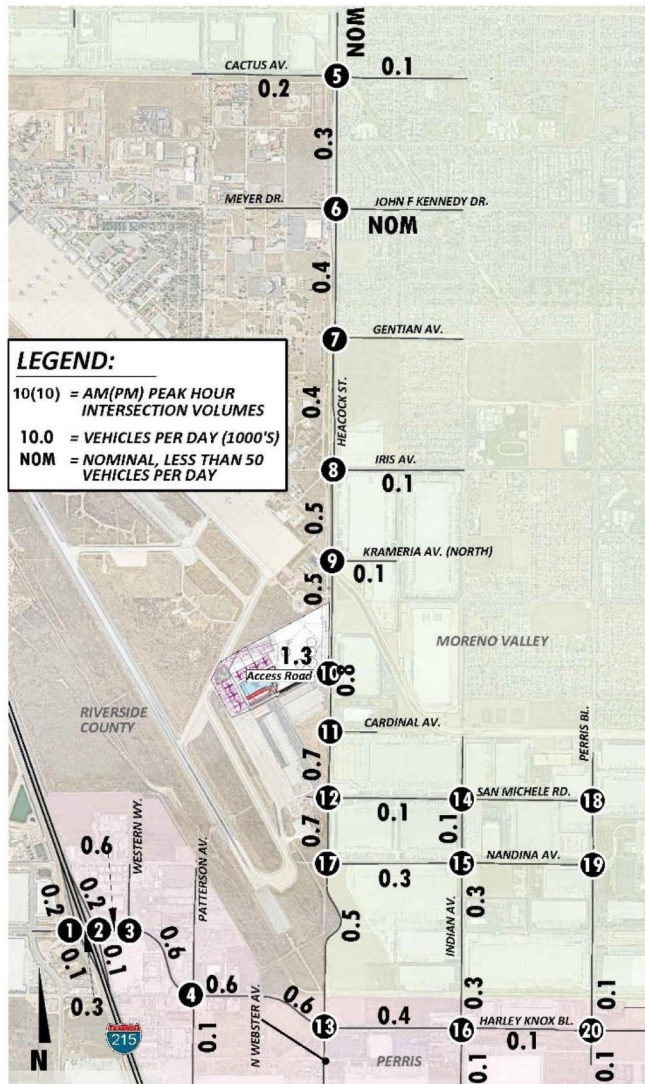 NOM
CACTUS AV.
5
0.1
0.2
0.3
MEYER DR.
6
JOHN F KENNEDY DR.
NOM
0.4
7
GENTIAN AV.
LEGEND:
10(10) = AM(PM) PEAK HOUR
INTERSECTION VOLUMES
10.0 = VEHICLES PER DAY (1000'S)
NOM = NOMINAL, LESS THAN 50
VEHICLES PER DAY
0.4
HEACOCK ST.
8
IRIS AV.
0.1
0.5
9
KRAMERIA AV. (NORTH)
0.5
0.1
MORENO VALLEY
1.3
Access Road
10
0.8
RIVERSIDE
COUNTY
11
CARDINAL AV.
PERRIS BL.
0.7
12
14
SAN MICHELE RD.
18
0.1
0.7
0.1
WESTERN WY.
0.6
PATTERSON AV.
17
0.3
15
NANDINA AV.
19
0.2
0.2
INDIAN AV.
0.3
0.5
1
2
3
0.6
0.1
0.1
4
0.6
0.3
0.1
0.6
N WEBSTER AV.
13
0.4
0.3
16
HARLEY KNOX BL.
0.1
0.1
20
215
N
PERRIS
0.1
0.1